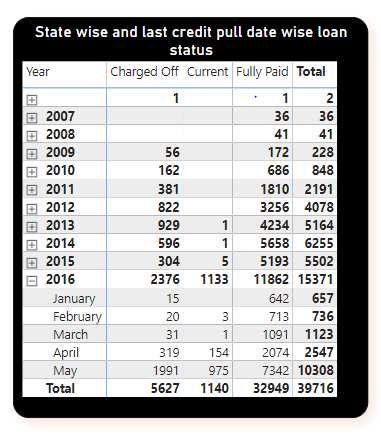 State wise and last credit pull date wise loan
status
Year Charged Off Current Fully Paid Total
1 1 2
2007 36 36
2008 41 41
2009 56 172 228
2010 162 686 848
2011 381 1810 2191
2012 822 3256 4078
2013 929 1 4234 5164
2014 596 1 5658 6255
2015 304 5 5193 5502
2016 2376 1133 11862 15371
January 15 642 657
February 20 3 713 736
March 31 1 1091 1123
April 319 154 2074 2547
May 1991 975 7342 10308
Total 5627 1140 32949 39716